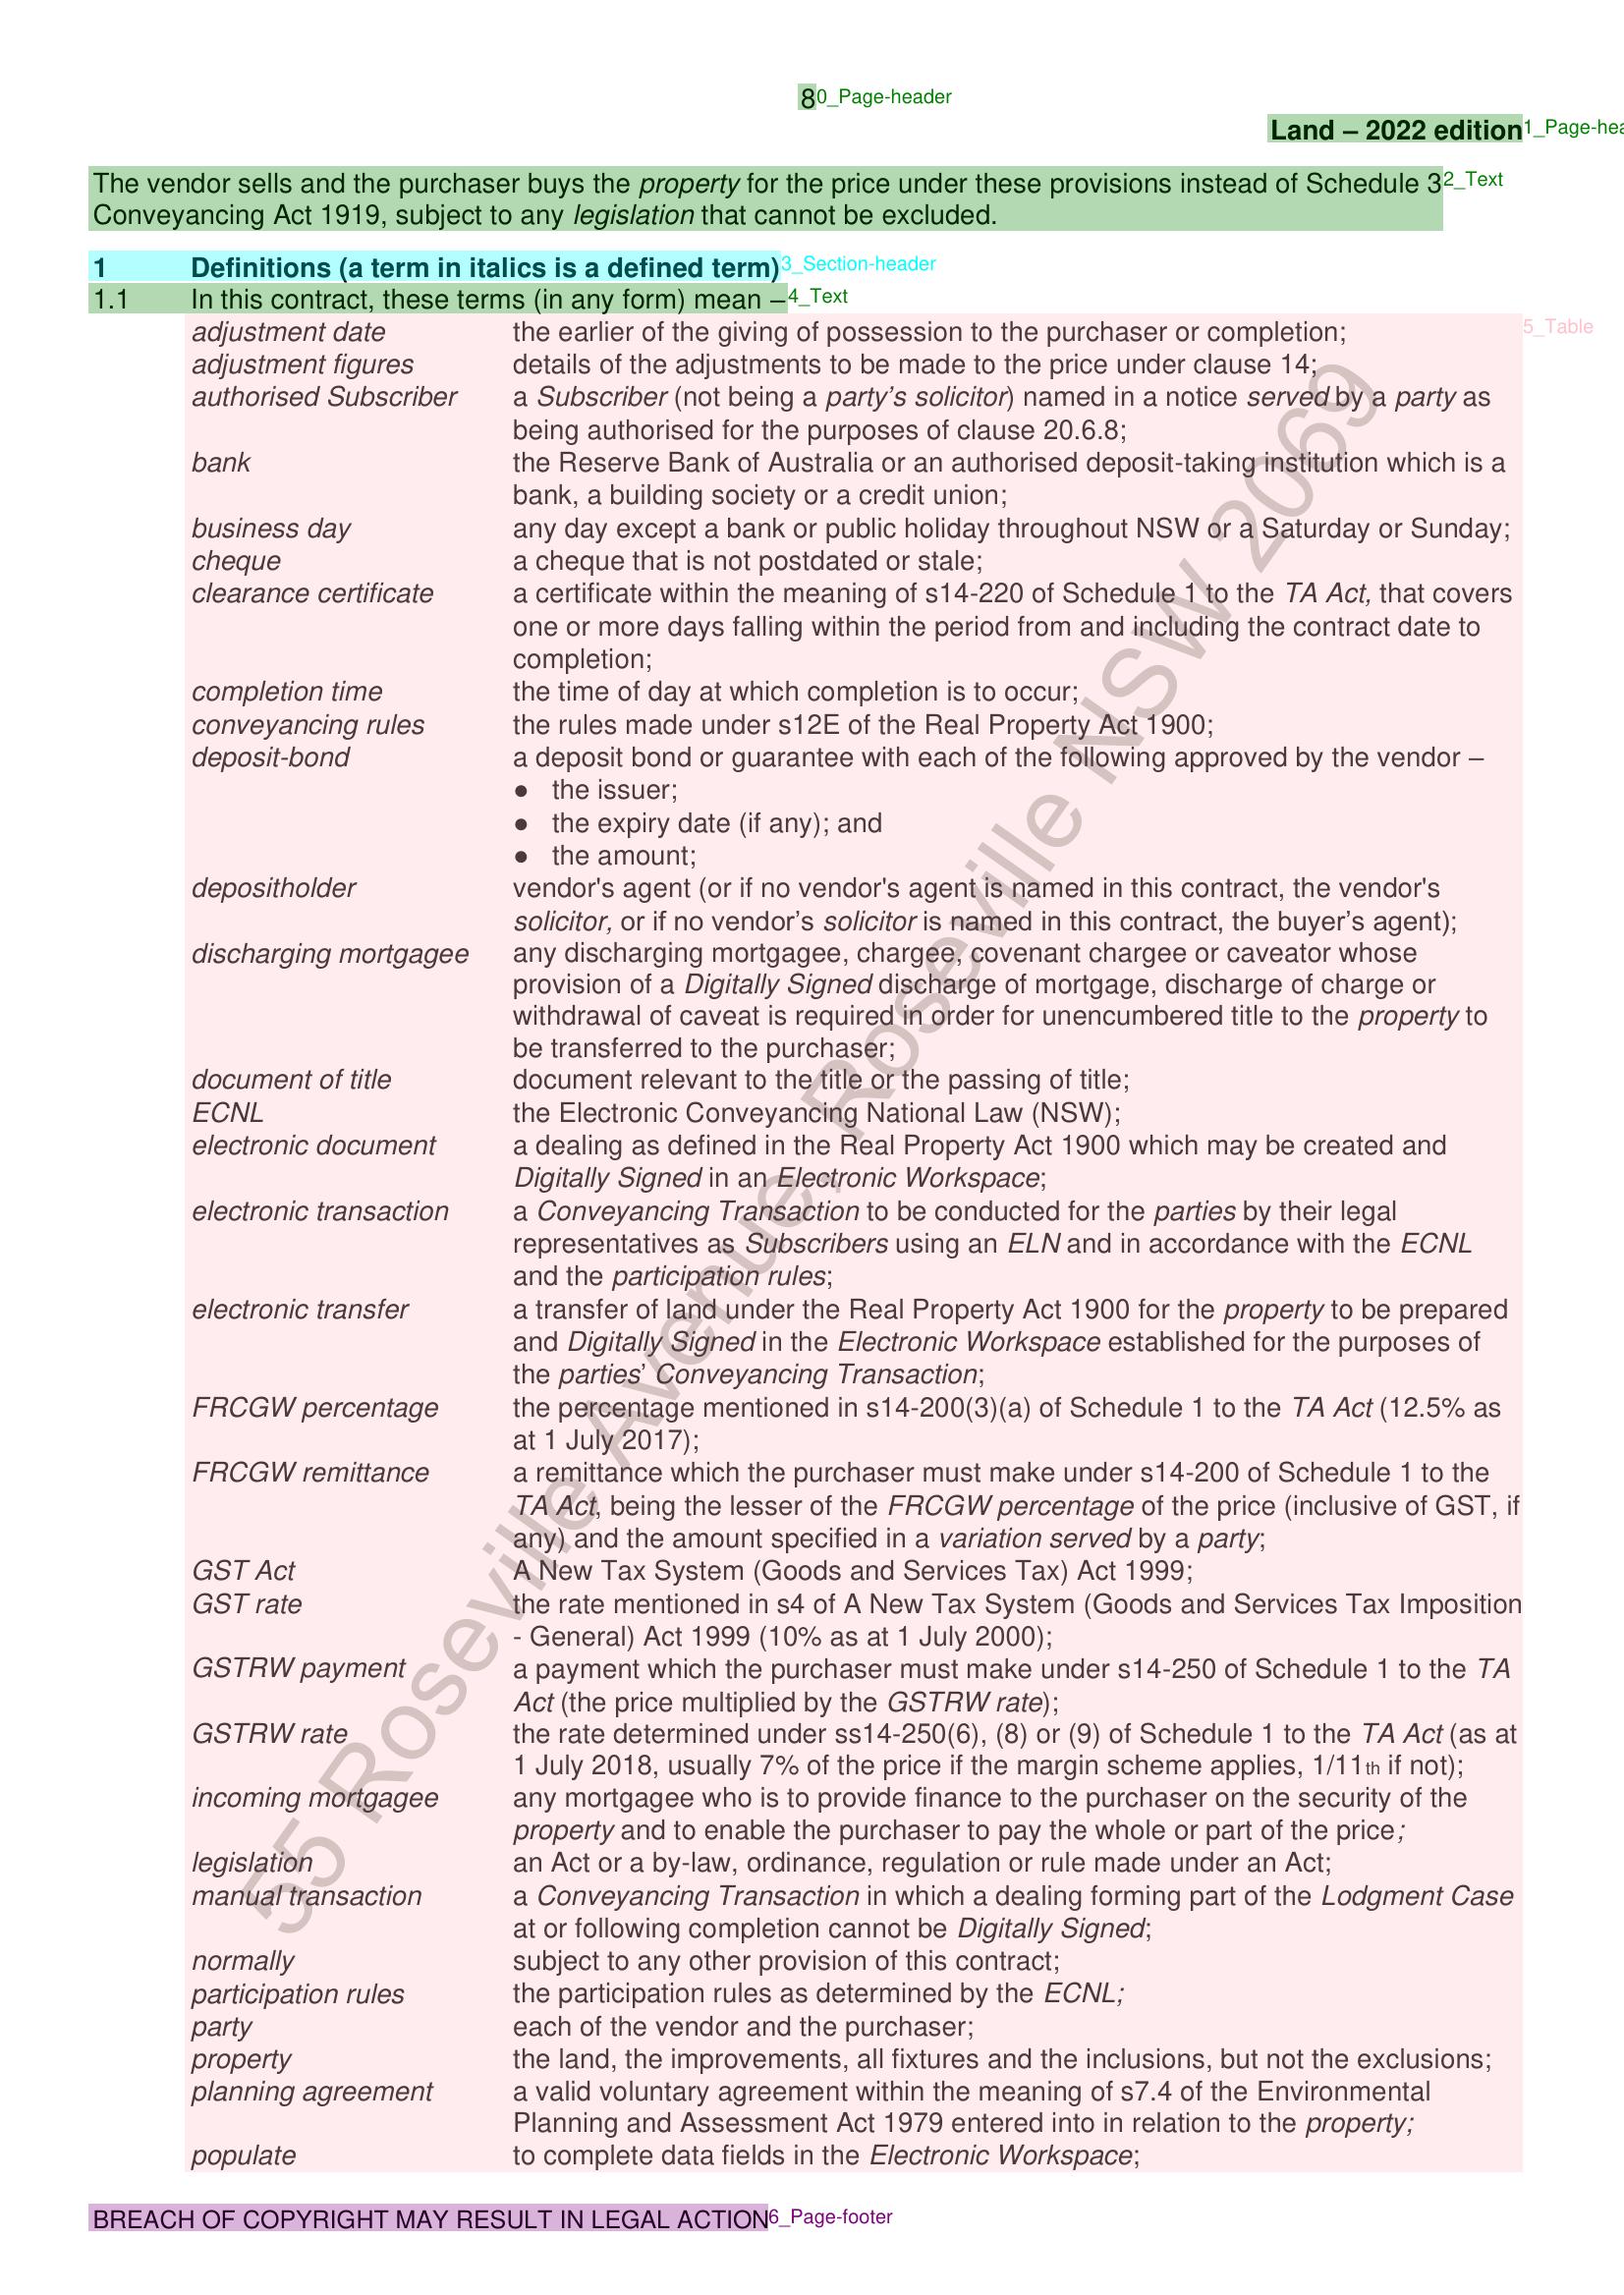 8 0_Page-header
Land – 2022 edition 1_Page-hea
The vendor sells and the purchaser buys the property for the price under these provisions instead of Schedule 3 2_Text
Conveyancing Act 1919, subject to any legislation that cannot be excluded.
1 Definitions (a term in italics is a defined term) 3_Section-header
1.1 In this contract, these terms (in any form) mean – 4_Text
5_Table
adjustment date the earlier of the giving of possession to the purchaser or completion;
adjustment figures details of the adjustments to be made to the price under clause 14;
authorised Subscriber a Subscriber (not being a party’s solicitor) named in a notice served by a party as
being authorised for the purposes of clause 20.6.8;
bank the Reserve Bank of Australia or an authorised deposit-taking institution which is a
bank, a building society or a credit union;
business day any day except a bank or public holiday throughout NSW or a Saturday or Sunday;
cheque a cheque that is not postdated or stale;
clearance certificate a certificate within the meaning of s14-220 of Schedule 1 to the TA Act, that covers
one or more days falling within the period from and including the contract date to
completion;
completion time the time of day at which completion is to occur;
conveyancing rules the rules made under s12E of the Real Property Act 1900;
deposit-bond a deposit bond or guarantee with each of the following approved by the vendor –
● the issuer;
● the expiry date (if any); and
● the amount;
depositholder vendor's agent (or if no vendor's agent is named in this contract, the vendor's
solicitor, or if no vendor’s solicitor is named in this contract, the buyer’s agent);
discharging mortgagee any discharging mortgagee, chargee, covenant chargee or caveator whose
provision of a Digitally Signed discharge of mortgage, discharge of charge or
withdrawal of caveat is required in order for unencumbered title to the property to
be transferred to the purchaser;
document of title document relevant to the title or the passing of title;
ECNL the Electronic Conveyancing National Law (NSW);
electronic document a dealing as defined in the Real Property Act 1900 which may be created and
Digitally Signed in an Electronic Workspace;
electronic transaction a Conveyancing Transaction to be conducted for the parties by their legal
representatives as Subscribers using an ELN and in accordance with the ECNL
and the participation rules;
electronic transfer a transfer of land under the Real Property Act 1900 for the property to be prepared
and Digitally Signed in the Electronic Workspace established for the purposes of
the parties’ Conveyancing Transaction;
FRCGW percentage the percentage mentioned in s14-200(3)(a) of Schedule 1 to the TA Act (12.5% as
at 1 July 2017);
FRCGW remittance a remittance which the purchaser must make under s14-200 of Schedule 1 to the
TA Act, being the lesser of the FRCGW percentage of the price (inclusive of GST, if
any) and the amount specified in a variation served by a party;
GST Act A New Tax System (Goods and Services Tax) Act 1999;
GST rate the rate mentioned in s4 of A New Tax System (Goods and Services Tax Imposition
- General) Act 1999 (10% as at 1 July 2000);
GSTRW payment a payment which the purchaser must make under s14-250 of Schedule 1 to the TA
Act (the price multiplied by the GSTRW rate);
GSTRW rate the rate determined under ss14-250(6), (8) or (9) of Schedule 1 to the TA Act (as at
1 July 2018, usually 7% of the price if the margin scheme applies, 1/11th if not);
incoming mortgagee any mortgagee who is to provide finance to the purchaser on the security of the
property and to enable the purchaser to pay the whole or part of the price;
legislation an Act or a by-law, ordinance, regulation or rule made under an Act;
manual transaction a Conveyancing Transaction in which a dealing forming part of the Lodgment Case
at or following completion cannot be Digitally Signed;
normally subject to any other provision of this contract;
participation rules the participation rules as determined by the ECNL;
party each of the vendor and the purchaser;
property the land, the improvements, all fixtures and the inclusions, but not the exclusions;
planning agreement a valid voluntary agreement within the meaning of s7.4 of the Environmental
Planning and Assessment Act 1979 entered into in relation to the property;
populate to complete data fields in the Electronic Workspace;
55 Roseville Avenue, Roseville NSW 2069
BREACH OF COPYRIGHT MAY RESULT IN LEGAL ACTION 6_Page-footer